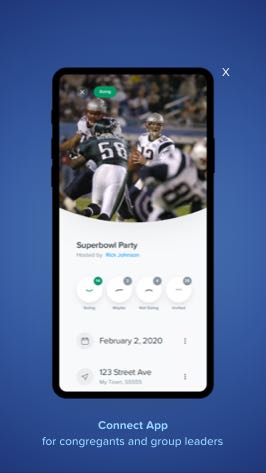 X
Going
Superbowl Party
Hosted by Rick Johnson
Going Maybe Not Going Invited
February 2, 2020
123 Street Ave
My Town, 55555
Connect App
for congregants and group leaders